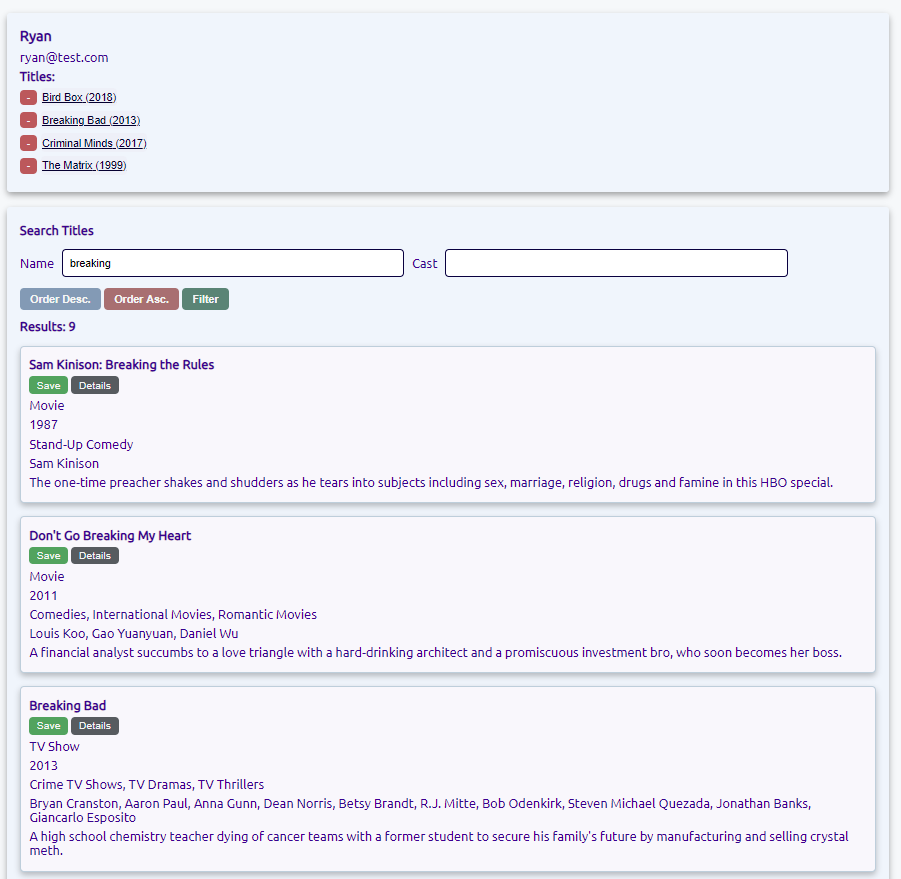 Ryan
ryan@test.com
Titles:
- Bird Box (2018)
- Breaking Bad (2013)
- Criminal Minds (2017)
- The Matrix (1999)
Search Titles
Name breaking Cast
Order Desc. Order Asc. Filter
Results: 9
Sam Kinison: Breaking the Rules
Save Details
Movie
1987
Stand-Up Comedy
Sam Kinison
The one-time preacher shakes and shudders as he tears into subjects including sex, marriage, religion, drugs and famine in this HBO special.
Don't Go Breaking My Heart
Save Details
Movie
2011
Comedies, International Movies, Romantic Movies
Louis Koo, Gao Yuanyuan, Daniel Wu
A financial analyst succumbs to a love triangle with a hard-drinking architect and a promiscuous investment bro, who soon becomes her boss.
Breaking Bad
Save Details
TV Show
2013
Crime TV Shows, TV Dramas, TV Thrillers
Bryan Cranston, Aaron Paul, Anna Gunn, Dean Norris, Betsy Brandt, R.J. Mitte, Bob Odenkirk, Steven Michael Quezada, Jonathan Banks,
Giancarlo Esposito
A high school chemistry teacher dying of cancer teams with a former student to secure his family's future by manufacturing and selling crystal
meth.